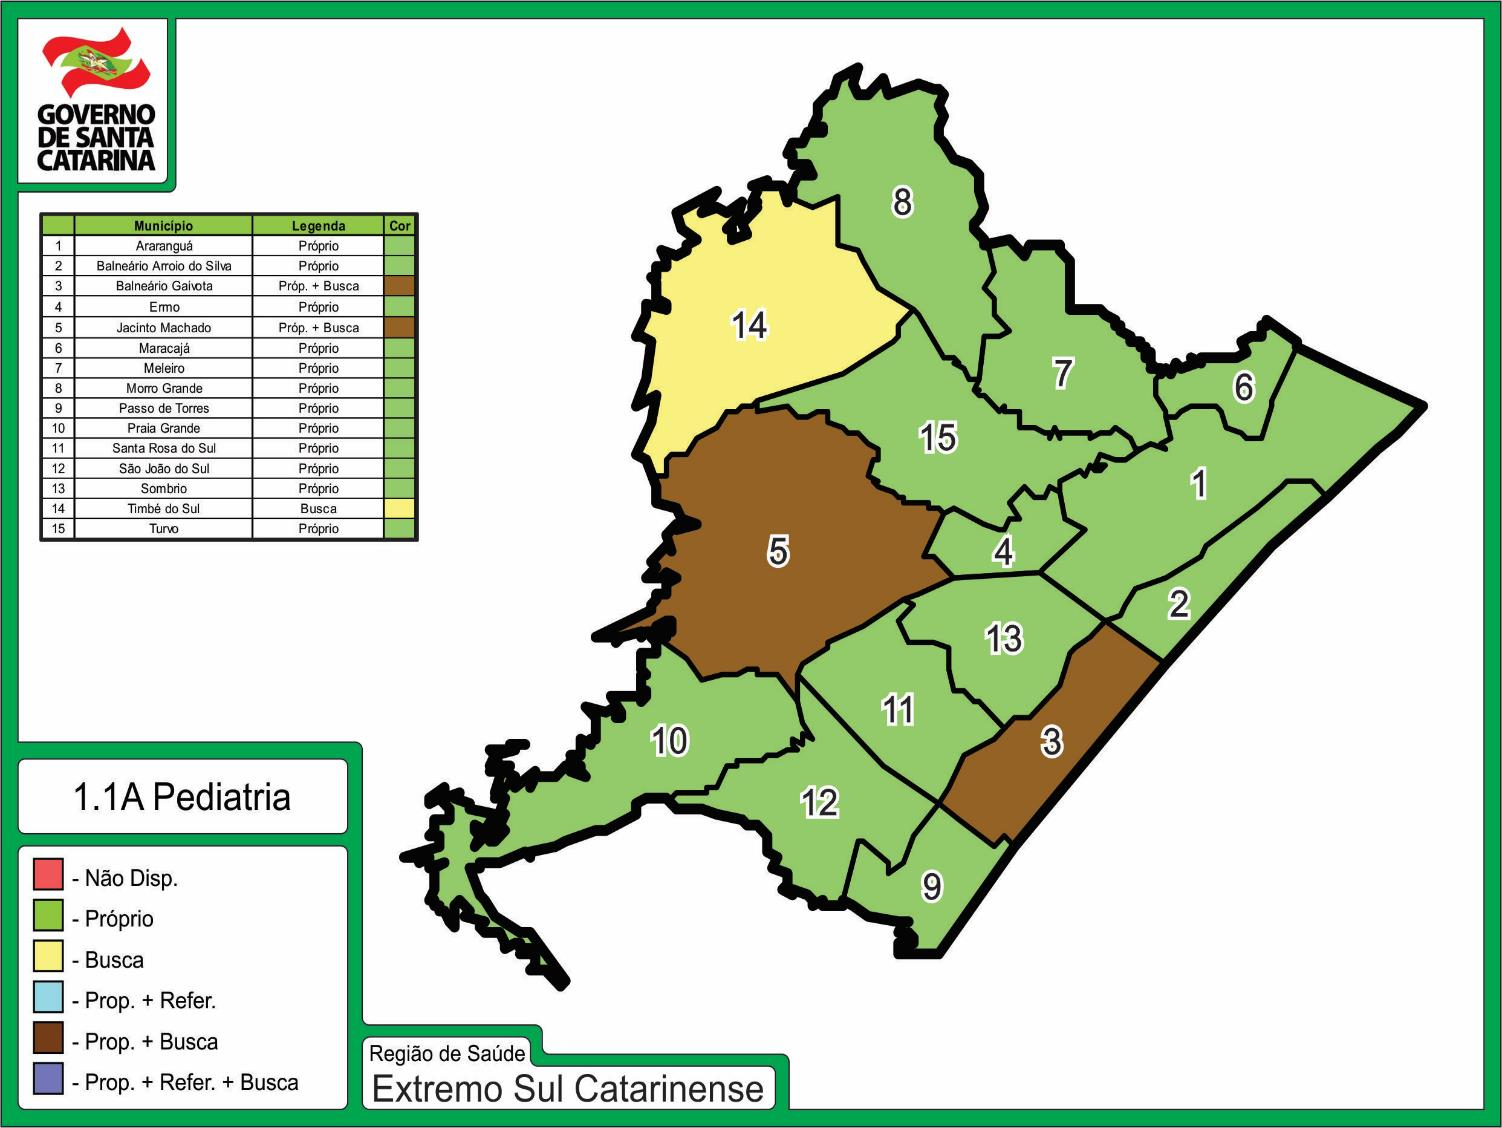 GOVERNO
DE SANTA
CATARINA
Município Legenda Cor
1 Araranguá Próprio
2 Balneário Arroio do Silva Próprio
3 Balneário Gaivota Próp. + Busca
4 Ermo Próprio
5 Jacinto Machado Próp. + Busca
6 Maracajá Próprio
7 Meleiro Próprio
8 Morro Grande Próprio
9 Passo de Torres Próprio
10 Praia Grande Próprio
11 Santa Rosa do Sul Próprio
12 São João do Sul Próprio
13 Sombrio Próprio
14 Timbé do Sul Busca
15 Turvo Próprio
8
14
7
6
15
1
5
4
2
13
11
3
10
12
9
1.1A Pediatria
- Não Disp.
- Próprio
- Busca
- Prop. + Refer.
- Prop. + Busca
- Prop. + Refer. + Busca
Região de Saúde
Extremo Sul Catarinense